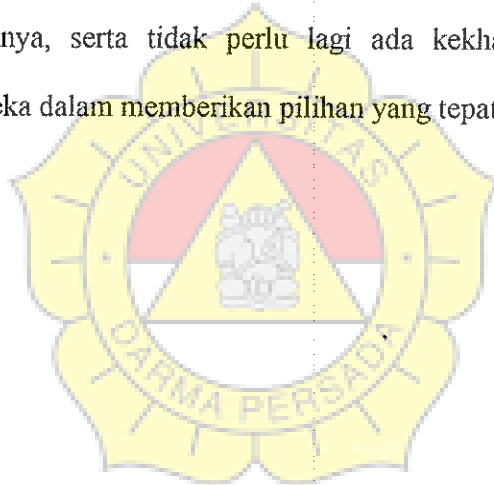 nya, serta tidak perlu lagi ada kekha
eka dalam memberikan pilihan yang tepat
UNIVERSITAS
DARMA PERSADA